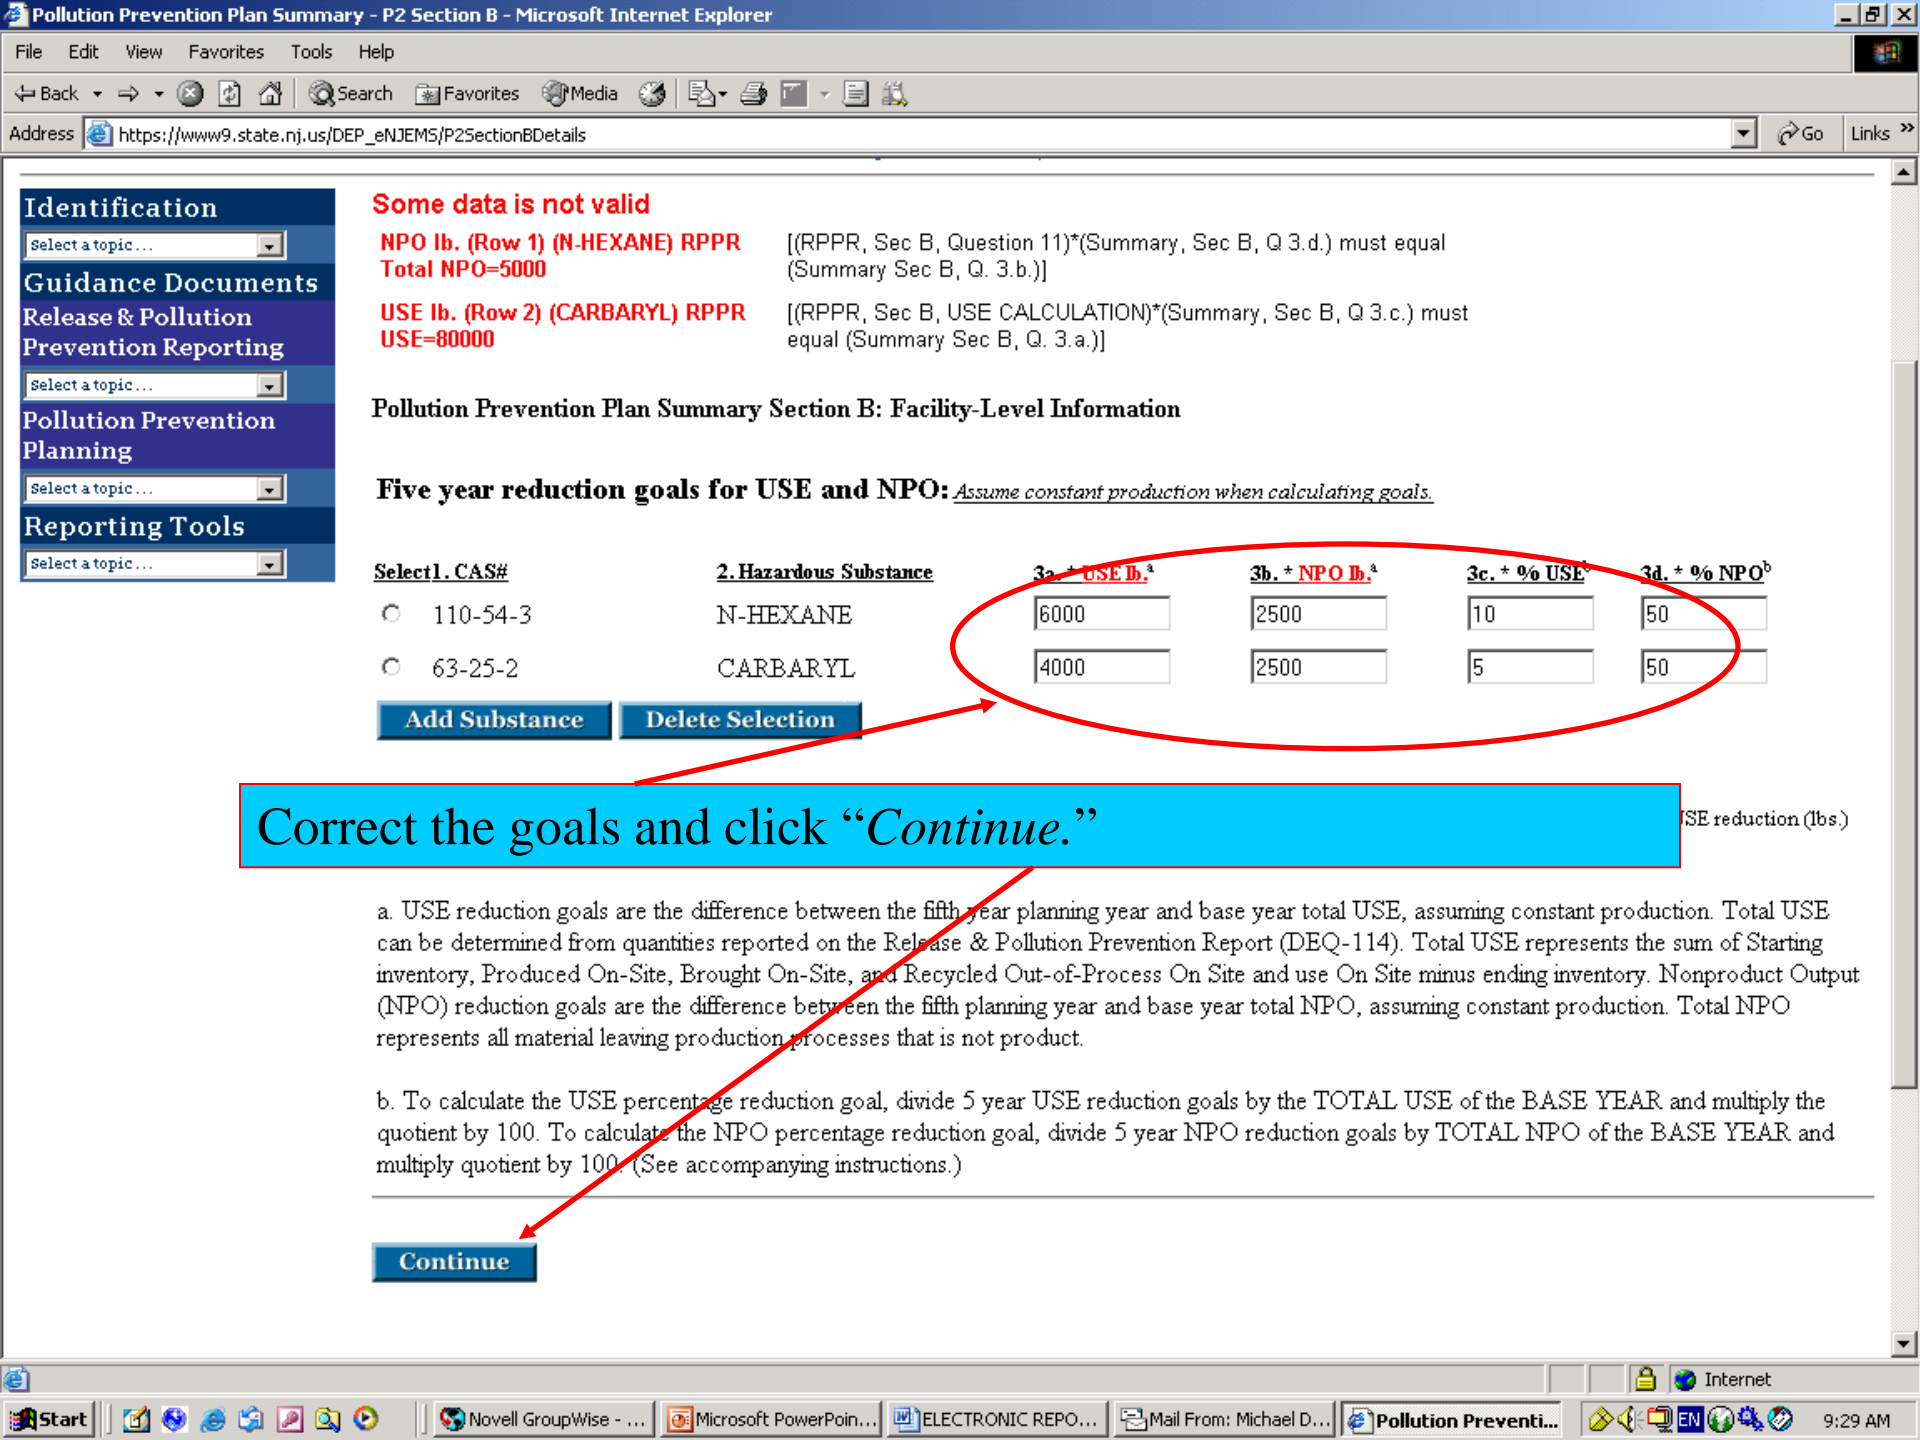 Pollution Prevention Plan Summary - P2 Section B - Microsoft Internet Explorer
File Edit View Favorites Tools Help
Back Search Favorites Media
Address https://www9.state.nj.us/DEP_eNJEMS/P2SectionBDetails Go Links »
Identification
Select a topic...
Guidance Documents
Release & Pollution
Prevention Reporting
Select a topic...
Pollution Prevention
Planning
Select a topic...
Reporting Tools
Select a topic...
Some data is not valid
NPO lb. (Row 1) (N-HEXANE) RPPR [(RPPR, Sec B, Question 11)*(Summary, Sec B, Q 3.d.) must equal
Total NPO=5000 (Summary Sec B, Q. 3.b.)]
USE lb. (Row 2) (CARBARYL) RPPR [(RPPR, Sec B, USE CALCULATION)*(Summary, Sec B, Q 3.c.) must
USE=80000 equal (Summary Sec B, Q. 3.a.)]
Pollution Prevention Plan Summary Section B: Facility-Level Information
Five year reduction goals for USE and NPO: Assume constant production when calculating goals.
Select 1. CAS# 2. Hazardous Substance 3a. * USE lb.a 3b. * NPO lb.a 3c. * % USEb 3d. * % NPOb
110-54-3 N-HEXANE 6000 2500 10 50
63-25-2 CARBARYL 4000 2500 5 50
Add Substance Delete Selection
Correct the goals and click “Continue.”
USE reduction (lbs.)
a. USE reduction goals are the difference between the fifth year planning year and base year total USE, assuming constant production. Total USE
can be determined from quantities reported on the Release & Pollution Prevention Report (DEQ-114). Total USE represents the sum of Starting
inventory, Produced On-Site, Brought On-Site, and Recycled Out-of-Process On Site and use On Site minus ending inventory. Nonproduct Output
(NPO) reduction goals are the difference between the fifth planning year and base year total NPO, assuming constant production. Total NPO
represents all material leaving production processes that is not product.
b. To calculate the USE percentage reduction goal, divide 5 year USE reduction goals by the TOTAL USE of the BASE YEAR and multiply the
quotient by 100. To calculate the NPO percentage reduction goal, divide 5 year NPO reduction goals by TOTAL NPO of the BASE YEAR and
multiply quotient by 100. (See accompanying instructions.)
Continue
Internet
Start Novell GroupWise - ... Microsoft PowerPoin... ELECTRONIC REPO... Mail From: Michael D... Pollution Preventi... EN 9:29 AM